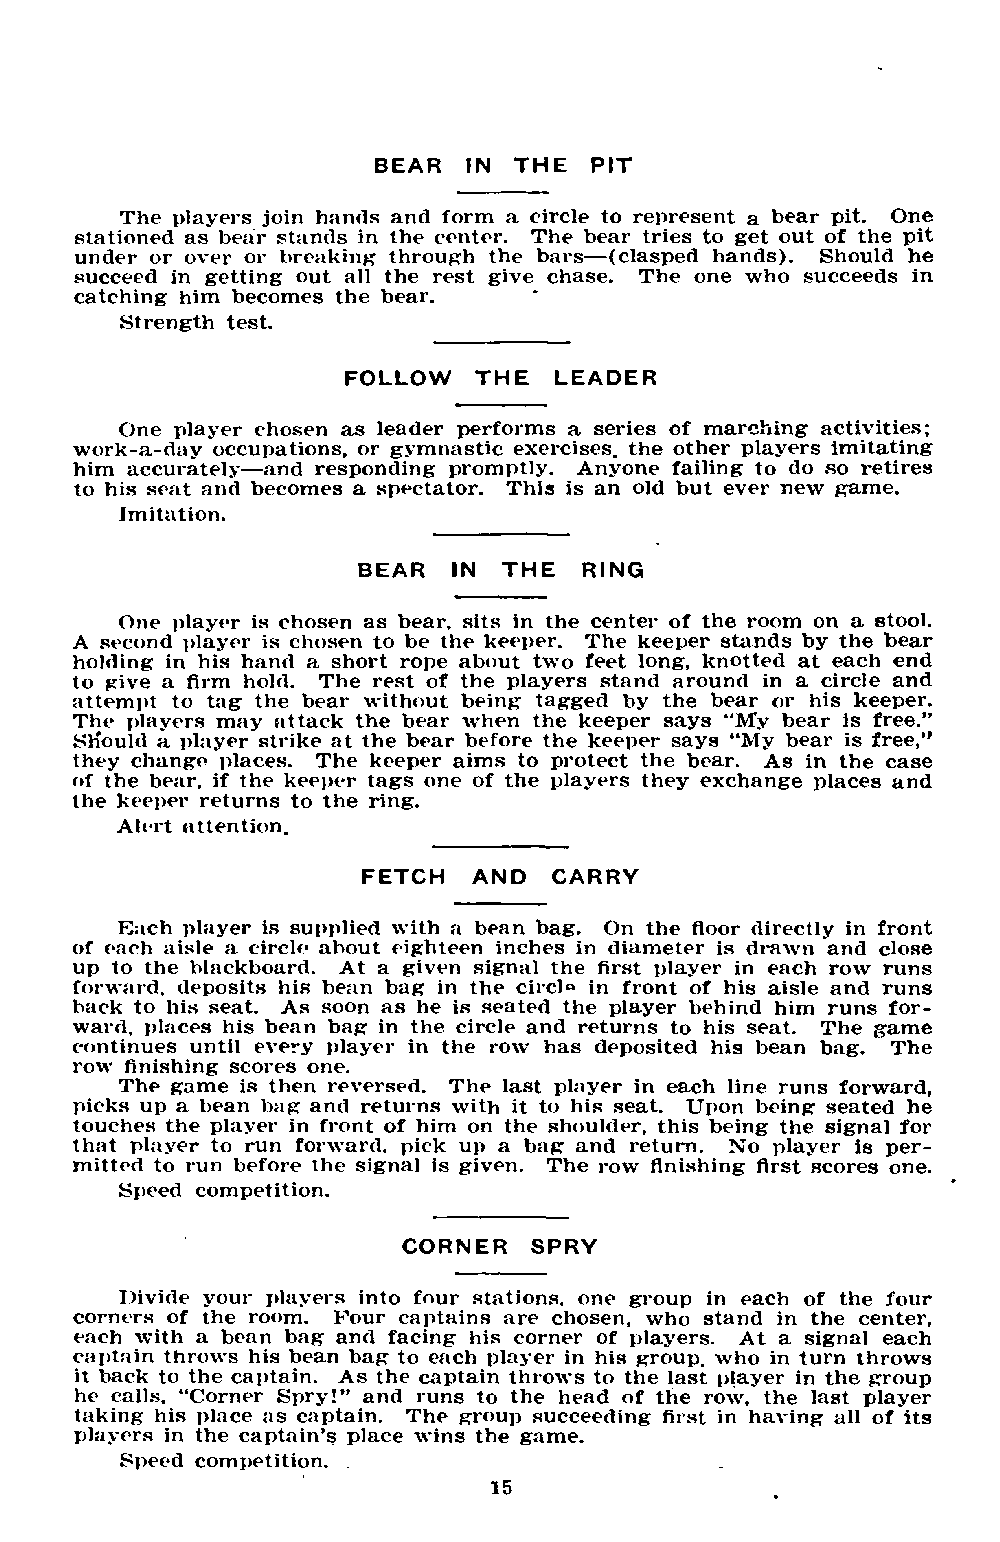 BEAR IN THE PIT
The players join hands and form a circle to represent a bear pit. One
stationed as bear stands in the center. The bear tries to get out of the pit
under or over or breaking through the bars—(clasped hands). Should he
succeed in getting out all the rest give chase. The one who succeeds in
catching him becomes the bear.
Strength test.
FOLLOW THE LEADER
One player chosen as leader performs a series of marching activities;
work-a-day occupations, or gymnastic exercises, the other players imitating
him accurately—and responding promptly. Anyone failing to do so retires
to his seat and becomes a spectator. This is an old but ever new game.
Imitation.
BEAR IN THE RING
One player is chosen as bear, sits in the center of the room on a stool.
A second player is chosen to be the keeper. The keeper stands by the bear
holding in his hand a short rope about two feet long, knotted at each end
to give a firm hold. The rest of the players stand around in a circle and
attempt to tag the bear without being tagged by the bear or his keeper.
The players may attack the bear when the keeper says "My bear is free."
Should a player strike at the bear before the keeper says "My bear is free,"
they change places. The keeper aims to protect the bear. As in the case
of the bear, if the keeper tags one of the players they exchange places and
the keeper returns to the ring.
Alert attention.
FETCH AND CARRY
Each player is supplied with a bean bag. On the floor directly in front
of each aisle a circle about eighteen inches in diameter is drawn and close
up to the blackboard. At a given signal the first player in each row runs
forward, deposits his bean bag in the circle in front of his aisle and runs
back to his seat. As soon as he is seated the player behind him runs for-
ward, places his bean bag in the circle and returns to his seat. The game
continues until every player in the row has deposited his bean bag. The
row finishing scores one.
The game is then reversed. The last player in each line runs forward,
picks up a bean bag and returns with it to his seat. Upon being seated he
touches the player in front of him on the shoulder, this being the signal for
that player to run forward, pick up a bag and return. No player is per-
mitted to run before the signal is given. The row finishing first scores one.
Speed competition.
CORNER SPRY
Divide your players into four stations, one group in each of the four
corners of the room. Four captains are chosen, who stand in the center,
each with a bean bag and facing his corner of players. At a signal each
captain throws his bean bag to each player in his group, who in turn throws
it back to the captain. As the captain throws to the last player in the group
he calls, "Corner Spry!" and runs to the head of the row, the last player
taking his place as captain. The group succeeding first in having all of its
players in the captain's place wins the game.
Speed competition.
15